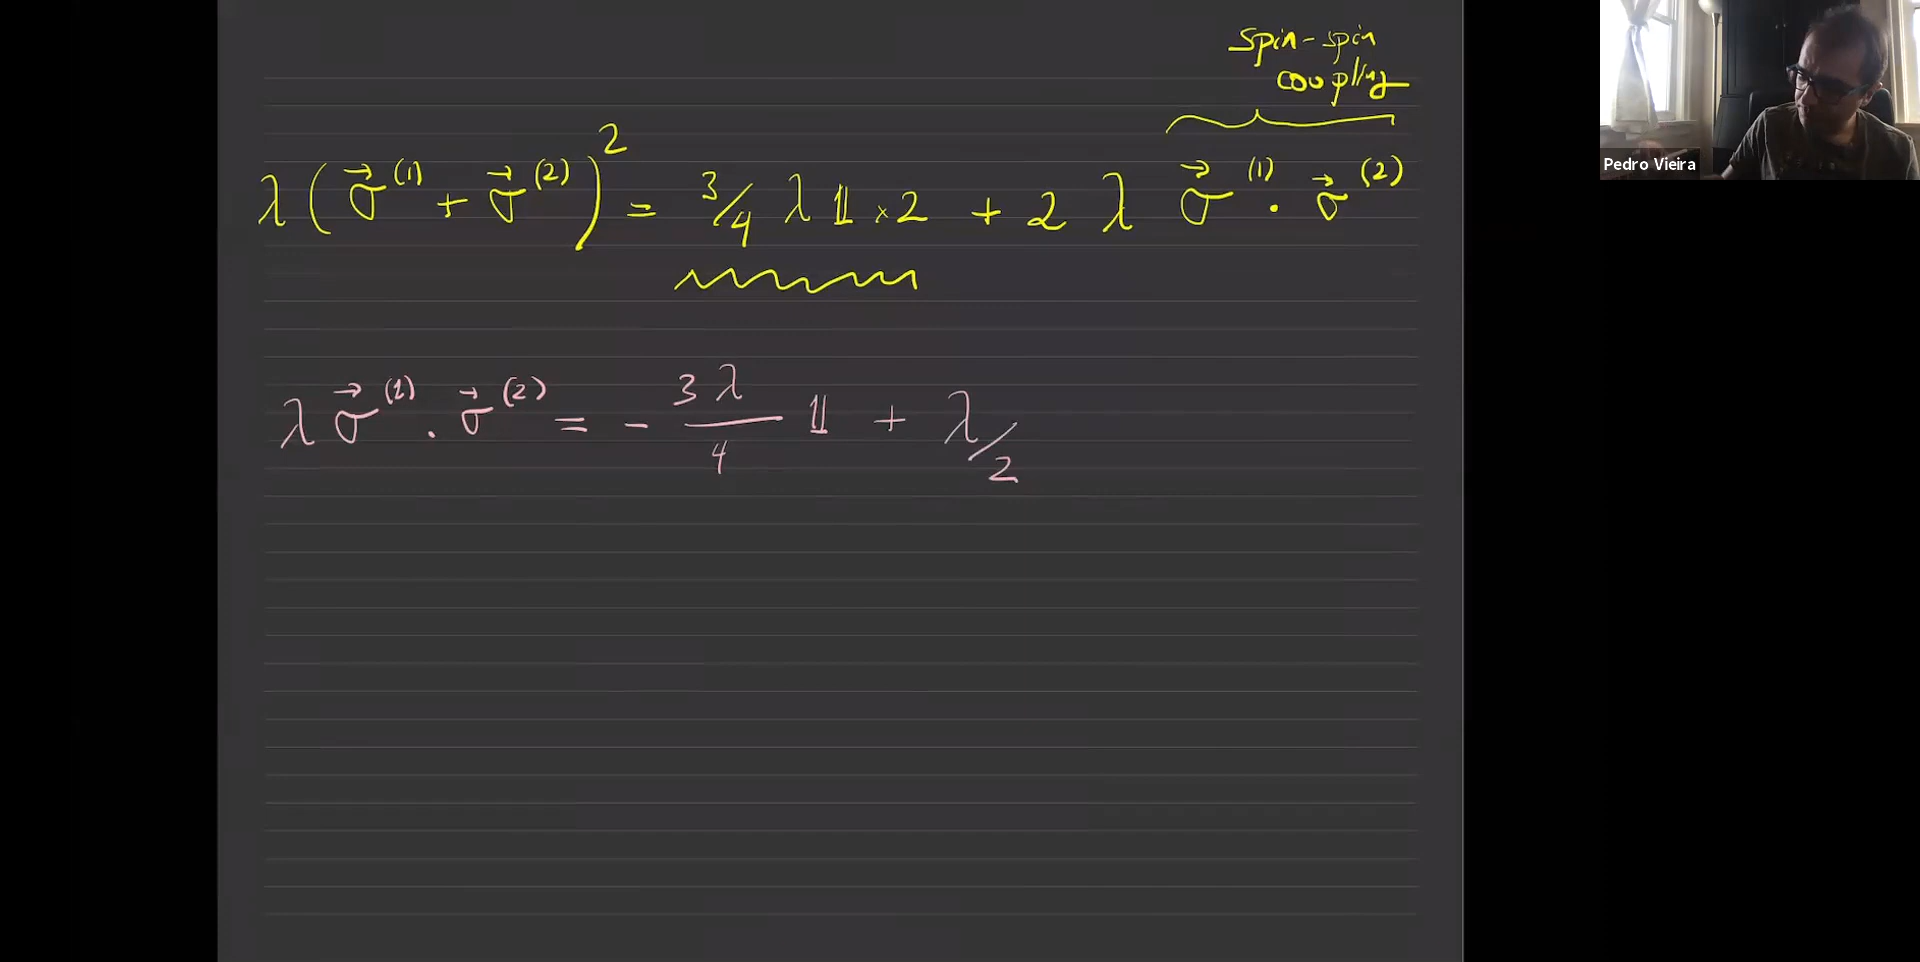 spin-spin
coupling
λ(σ⃗⁽¹⁾ + σ⃗⁽²⁾)² = 3/4 λ 𝟙 × 2 + 2 λ σ⃗⁽¹⁾ · σ⃗⁽²⁾
λ σ⃗⁽¹⁾ · σ⃗⁽²⁾ = - 3λ/4 𝟙 + λ/2
Pedro Vieira